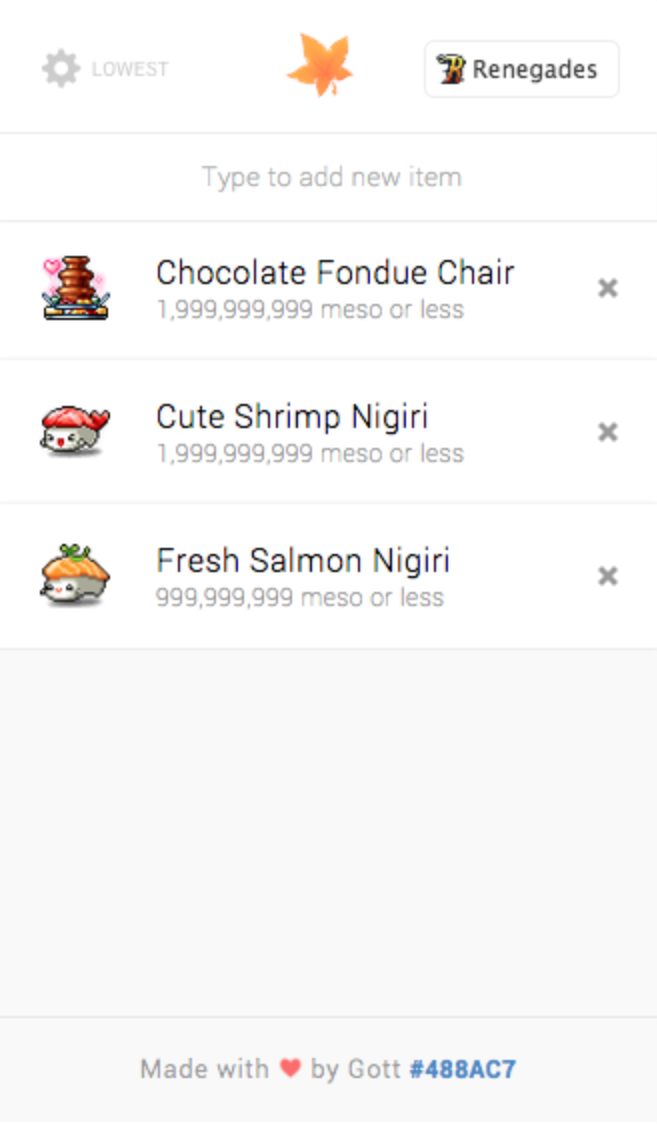 LOWEST
Renegades
Type to add new item
Chocolate Fondue Chair
1,999,999,999 meso or less
Cute Shrimp Nigiri
1,999,999,999 meso or less
Fresh Salmon Nigiri
999,999,999 meso or less
Made with ❤ by Gott #488AC7